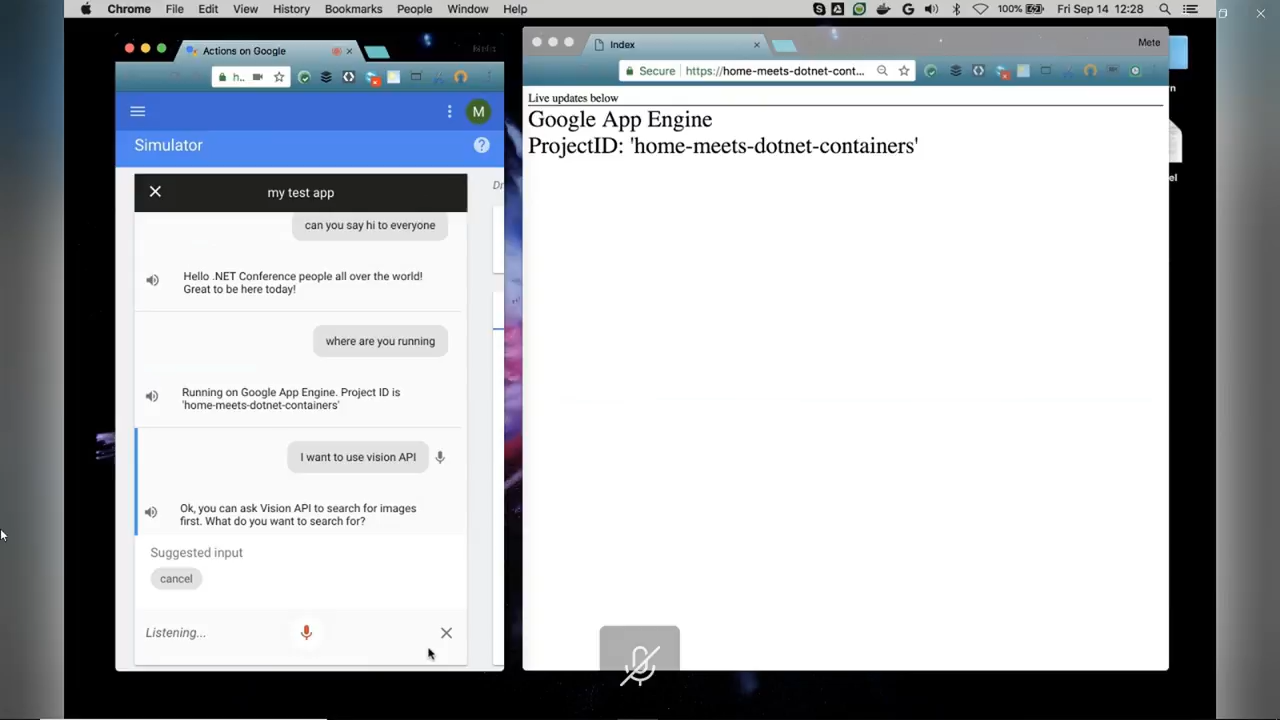 Chrome File Edit View History Bookmarks People Window Help
100% Fri Sep 14 12:28
Actions on Google
h...
Simulator
my test app
can you say hi to everyone
Hello .NET Conference people all over the world!
Great to be here today!
where are you running
Running on Google App Engine. Project ID is
'home-meets-dotnet-containers'
I want to use vision API
Ok, you can ask Vision API to search for images
first. What do you want to search for?
Suggested input
cancel
Listening...
M
Index
Mete
Secure https://home-meets-dotnet-cont...
Live updates below
Google App Engine
ProjectID: 'home-meets-dotnet-containers'